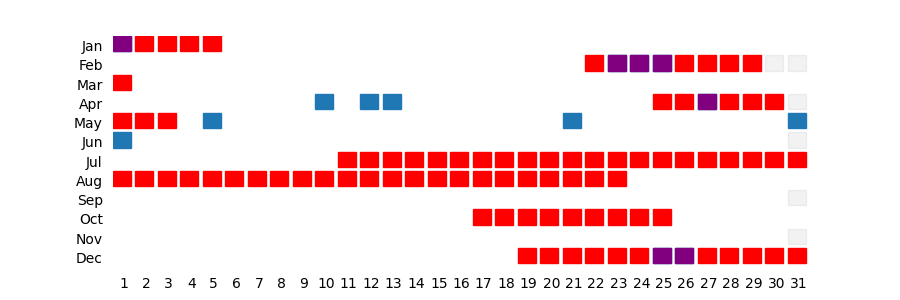 Jan
Feb
Mar
Apr
May
Jun
Jul
Aug
Sep
Oct
Nov
Dec
1 2 3 4 5 6 7 8 9 10 11 12 13 14 15 16 17 18 19 20 21 22 23 24 25 26 27 28 29 30 31